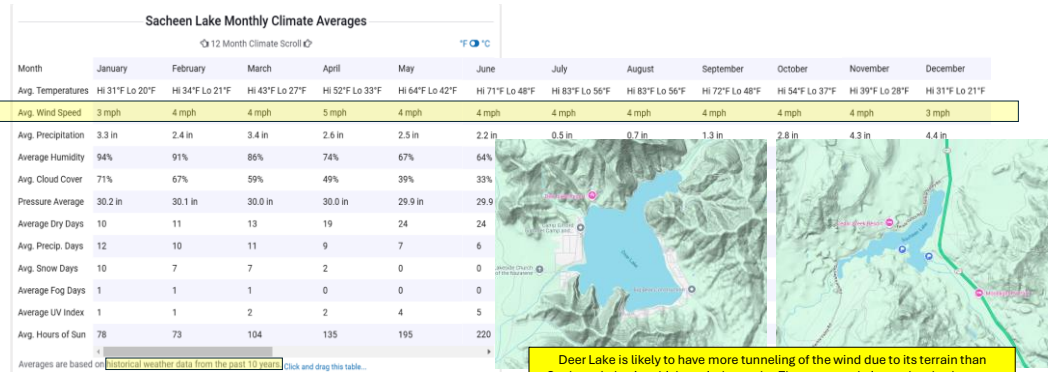 Sacheen Lake Monthly Climate Averages
12 Month Climate Scroll
°F °C
Month January February March April May June July August September October November December
Avg. Temperatures Hi 31°F Lo 20°F Hi 34°F Lo 21°F Hi 43°F Lo 27°F Hi 52°F Lo 33°F Hi 64°F Lo 42°F Hi 71°F Lo 48°F Hi 83°F Lo 56°F Hi 83°F Lo 56°F Hi 72°F Lo 48°F Hi 54°F Lo 37°F Hi 39°F Lo 28°F Hi 31°F Lo 21°F
Avg. Wind Speed 3 mph 4 mph 4 mph 5 mph 4 mph 4 mph 4 mph 4 mph 4 mph 4 mph 4 mph 3 mph
Avg. Precipitation 3.3 in 2.4 in 3.4 in 2.6 in 2.5 in 2.2 in 0.5 in 0.7 in 1.3 in 2.8 in 4.3 in 4.4 in
Average Humidity 94% 91% 86% 74% 67% 64%
Avg. Cloud Cover 71% 67% 59% 49% 39% 33%
Pressure Average 30.2 in 30.1 in 30.0 in 30.0 in 29.9 in 29.9
Average Dry Days 10 11 13 19 24 24
Avg. Precip. Days 12 10 11 9 7 6
Avg. Snow Days 10 7 7 2 0 0
Average Fog Days 1 1 1 0 0 0
Average UV Index 1 1 2 2 4 5
Avg. Hours of Sun 78 73 104 135 195 220
Averages are based on historical weather data from the past 10 years. Click and drag this table...
Deer Lake
Lakeside Church
of the Nazarene
Deer Lake is likely to have more tunneling of the wind due to its terrain than